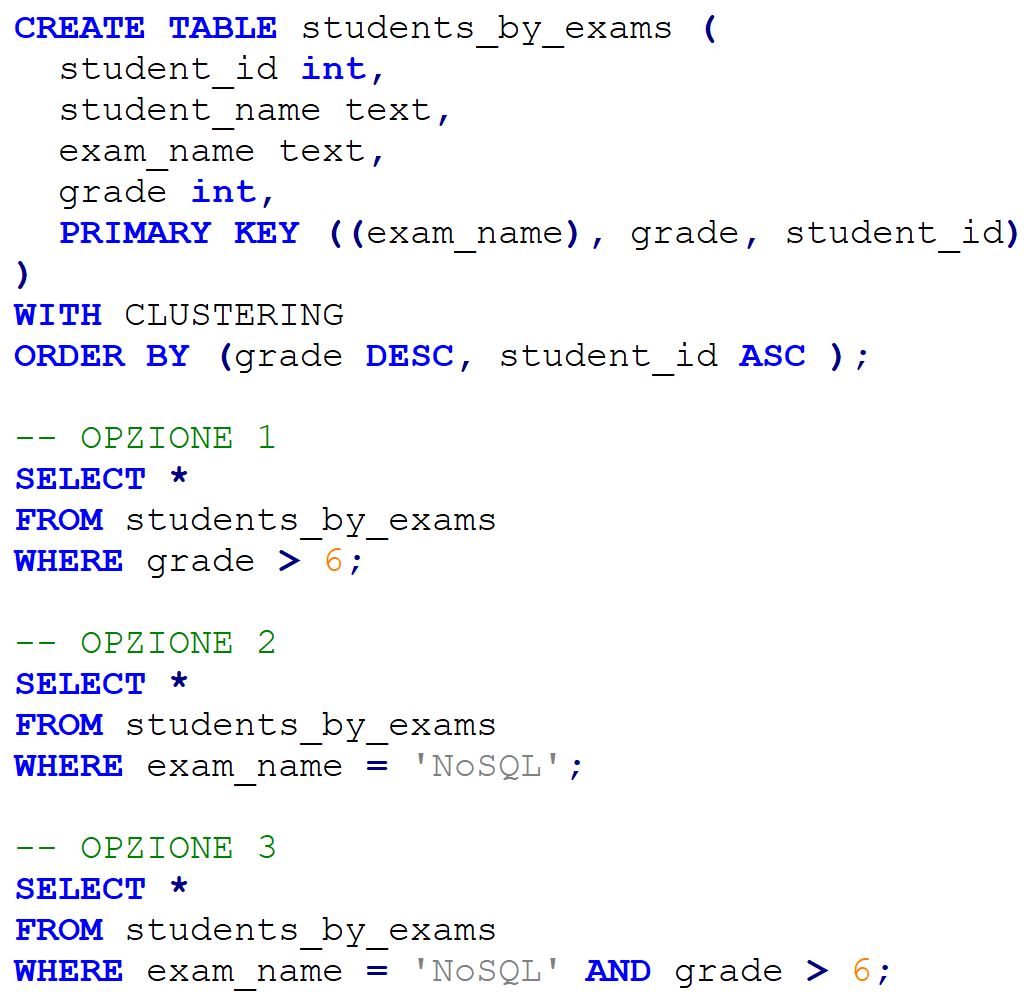 CREATE TABLE students_by_exams (
  student_id int,
  student_name text,
  exam_name text,
  grade int,
  PRIMARY KEY ((exam_name), grade, student_id)
)
WITH CLUSTERING
ORDER BY (grade DESC, student_id ASC );

-- OPZIONE 1
SELECT *
FROM students_by_exams
WHERE grade > 6;

-- OPZIONE 2
SELECT *
FROM students_by_exams
WHERE exam_name = 'NoSQL';

-- OPZIONE 3
SELECT *
FROM students_by_exams
WHERE exam_name = 'NoSQL' AND grade > 6;